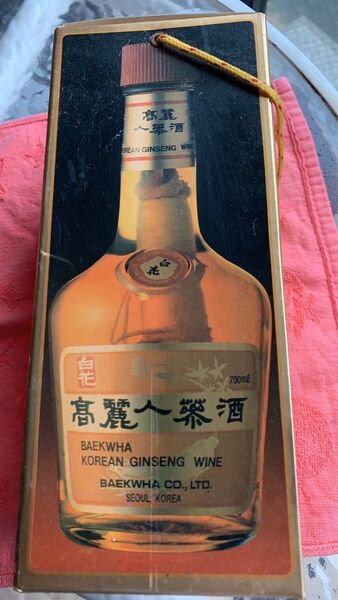 高麗
人蔘酒
KOREAN GINSENG WINE
白花
白花
700mℓ
高麗人蔘酒
BAEKWHA
KOREAN GINSENG WINE
BAEKWHA CO., LTD.
SEOUL KOREA